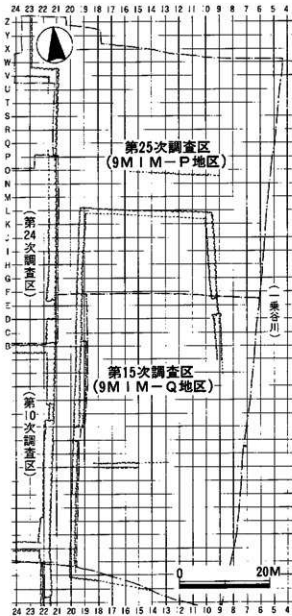 24 23 22 21 20 19 18 17 16 15 14 13 12 11 10 9 8 7 6 5 4
Z
Y
X
W
V
U
T
S
R
Q
P
O
N
M
L
K
J
I
H
G
F
E
D
C
B
第25次調査区
(9MIM-P地区)
(第24次調査区)
(一乗谷川)
第15次調査区
(9MIM-Q地区)
(第10次調査区)
0 20M
24 23 22 21 20 19 18 17 16 15 14 13 12 11 10 9 8 7 6 5 4